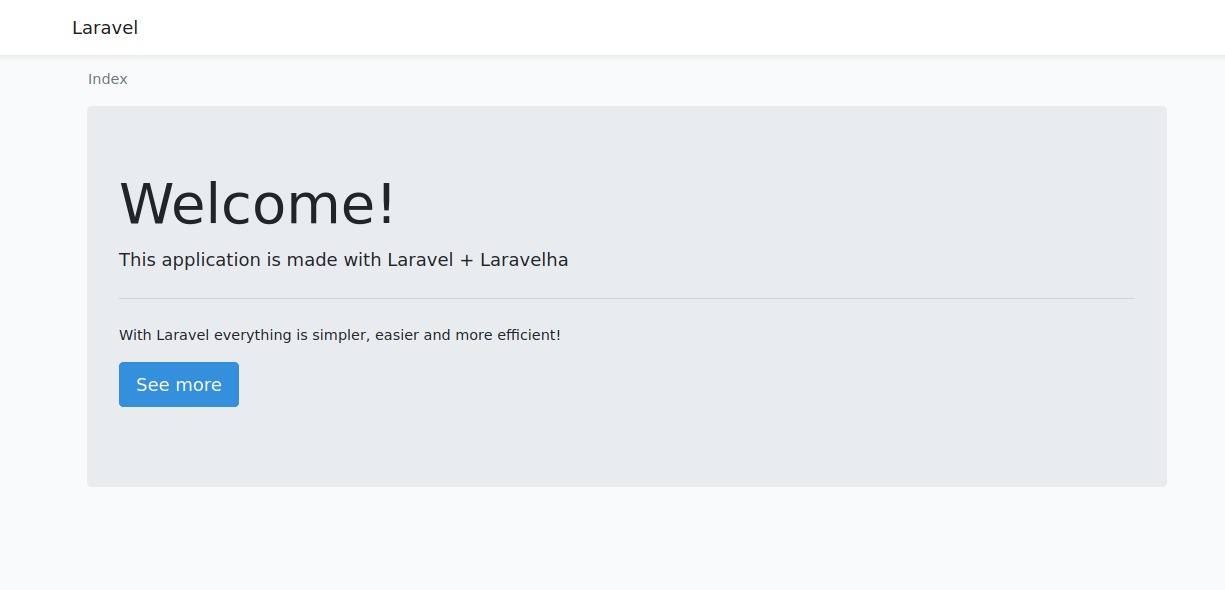 Laravel
Index
Welcome!
This application is made with Laravel + Laravelha
With Laravel everything is simpler, easier and more efficient!
See more